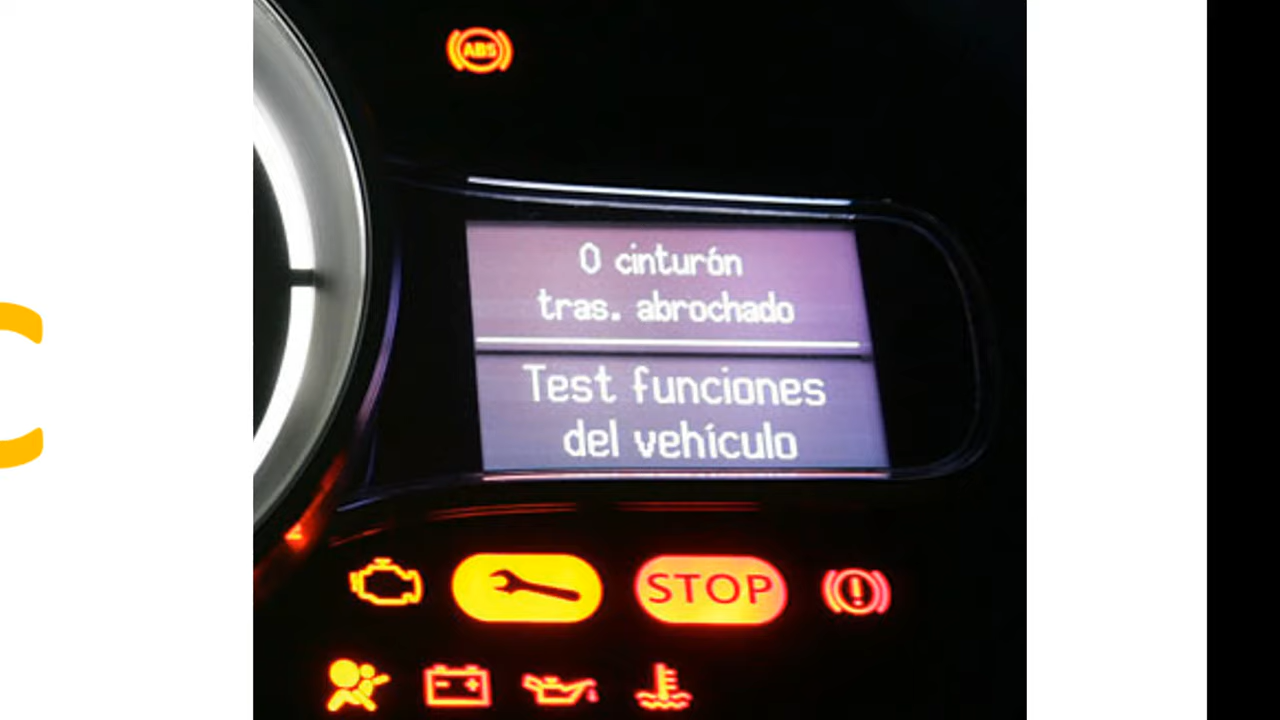 ABS
0 cinturón
tras. abrochado
Test funciones
del vehículo
STOP